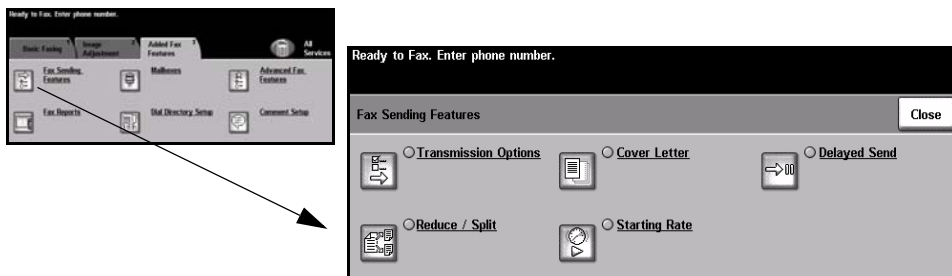 Ready to Fax. Enter phone number.
Basic Faxing
Image Adjustment
Added Fax Features
All Services
Fax Sending Features
Mailboxes
Advanced Fax Features
Fax Reports
Dial Directory Setup
Comment Setup
Ready to Fax. Enter phone number.
Fax Sending Features
Close
Transmission Options
Cover Letter
Delayed Send
Reduce / Split
Starting Rate